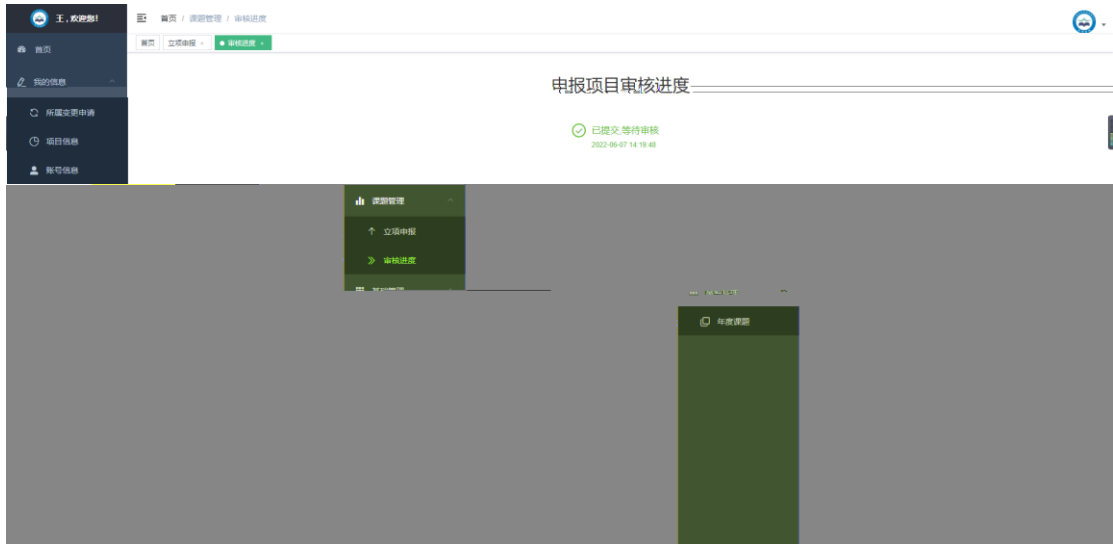 王, 欢迎您!
首页 / 课题管理 / 审核进度
首页
立项申报 ×
审核进度 ×
首页
我的信息
申报项目审核进度
所属变更申请
已提交,等待审核
2022-06-07 14:19:48
项目信息
账号信息
课题管理
立项申报
审核进度
年度课题